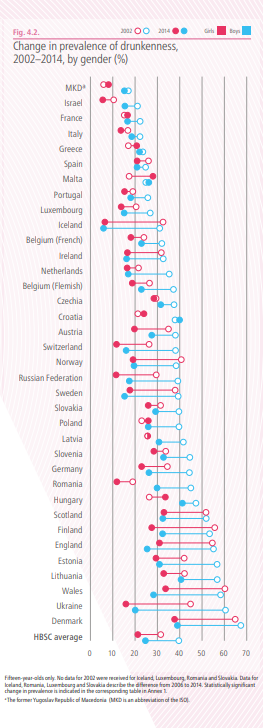 Fig. 4.2.
2002 2014 Girls Boys
Change in prevalence of drunkenness,
2002–2014, by gender (%)
MKDᵃ
Israel
France
Italy
Greece
Spain
Malta
Portugal
Luxembourg
Iceland
Belgium (French)
Ireland
Netherlands
Belgium (Flemish)
Czechia
Croatia
Austria
Switzerland
Norway
Russian Federation
Sweden
Slovakia
Poland
Latvia
Slovenia
Germany
Romania
Hungary
Scotland
Finland
England
Estonia
Lithuania
Wales
Ukraine
Denmark
HBSC average
0 10 20 30 40 50 60 70
Fifteen-year-olds only. No data for 2002 were received for Iceland, Luxembourg, Romania and Slovakia. Data for
Iceland, Romania, Luxembourg and Slovakia describe the difference from 2006 to 2014. Statistically significant
change in prevalence is indicated in the corresponding table in Annex 1.
ᵃ The former Yugoslav Republic of Macedonia (MKD is an abbreviation of the ISO).